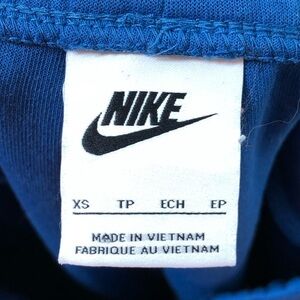 NIKE
XS TP ECH EP
MADE IN VIETNAM
FABRIQUE AU VIETNAM